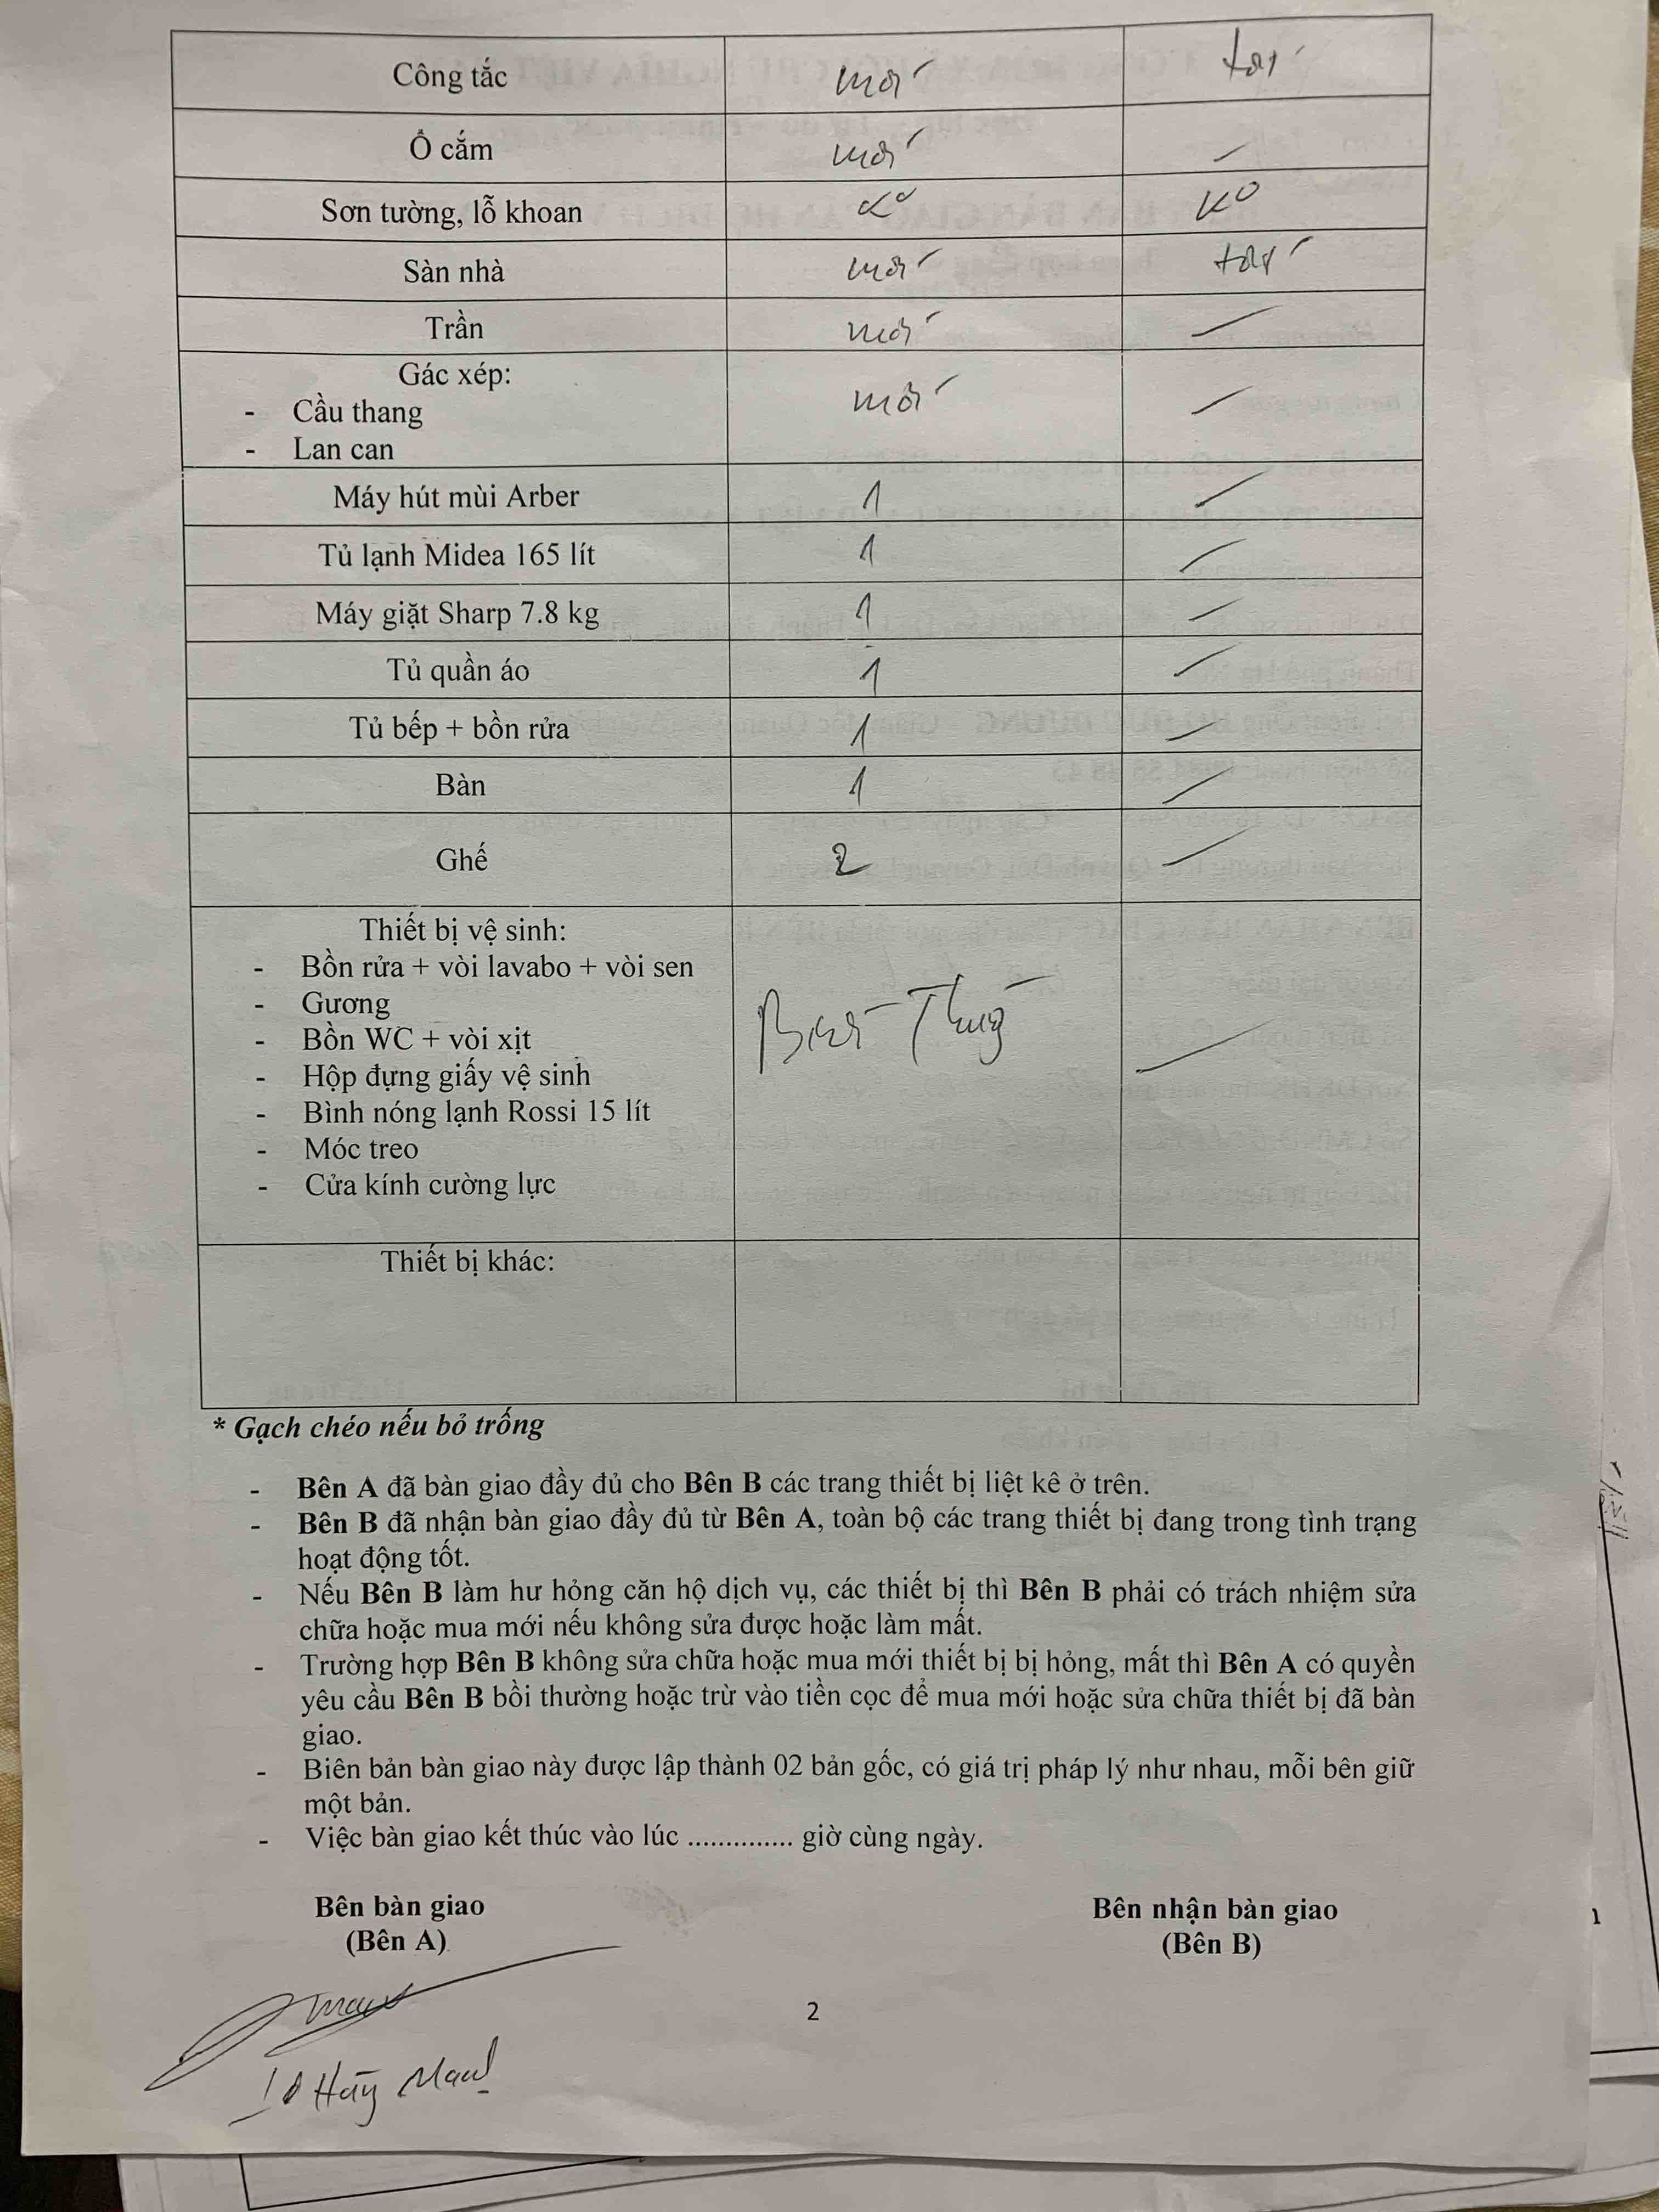 Công tắc mới tốt
Ổ cắm mới
Sơn tường, lỗ khoan Ko
Sàn nhà mới tốt
Trần mới
Gác xép: mới
- Cầu thang
- Lan can
Máy hút mùi Arber 1
Tủ lạnh Midea 165 lít 1
Máy giặt Sharp 7.8 kg 1
Tủ quần áo 1
Tủ bếp + bồn rửa 1
Bàn 1
Ghế 2
Thiết bị vệ sinh:
- Bồn rửa + vòi lavabo + vòi sen
- Gương
- Bồn WC + vòi xịt
- Hộp đựng giấy vệ sinh
- Bình nóng lạnh Rossi 15 lít
- Móc treo
- Cửa kính cường lực
Thiết bị khác:
* Gạch chéo nếu bỏ trống
- Bên A đã bàn giao đầy đủ cho Bên B các trang thiết bị liệt kê ở trên.
- Bên B đã nhận bàn giao đầy đủ từ Bên A, toàn bộ các trang thiết bị đang trong tình trạng
hoạt động tốt.
- Nếu Bên B làm hư hỏng căn hộ dịch vụ, các thiết bị thì Bên B phải có trách nhiệm sửa
chữa hoặc mua mới nếu không sửa được hoặc làm mất.
- Trường hợp Bên B không sửa chữa hoặc mua mới thiết bị bị hỏng, mất thì Bên A có quyền
yêu cầu Bên B bồi thường hoặc trừ vào tiền cọc để mua mới hoặc sửa chữa thiết bị đã bàn
giao.
- Biên bản bàn giao này được lập thành 02 bản gốc, có giá trị pháp lý như nhau, mỗi bên giữ
một bản.
- Việc bàn giao kết thúc vào lúc .............. giờ cùng ngày.
Bên bàn giao Bên nhận bàn giao
(Bên A) (Bên B)
2